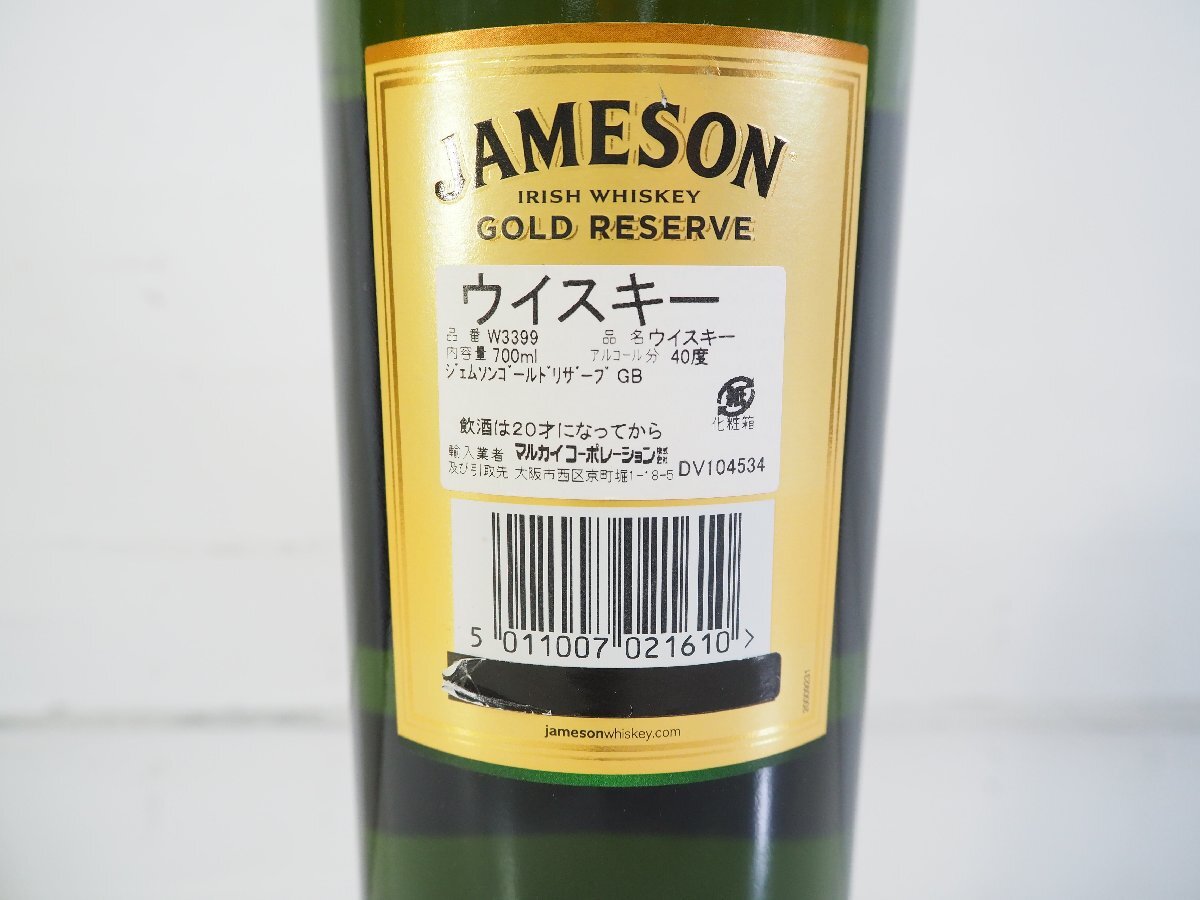 JAMESON
IRISH WHISKEY
GOLD RESERVE
ウイスキー
品 番 W3399 品 名 ウイスキー
内容量 700ml アルコール分 40度
ｼﾞｪﾑｿﾝｺﾞｰﾙﾄﾞﾘｻﾞｰﾌﾞ GB
紙
化粧箱
飲酒は20才になってから
輸入業者 マルカイコーポレーション株式会社
及び引取先 大阪市西区京町堀1-18-5 DV104534
5 011007 021610 >
jamesonwhiskey.com